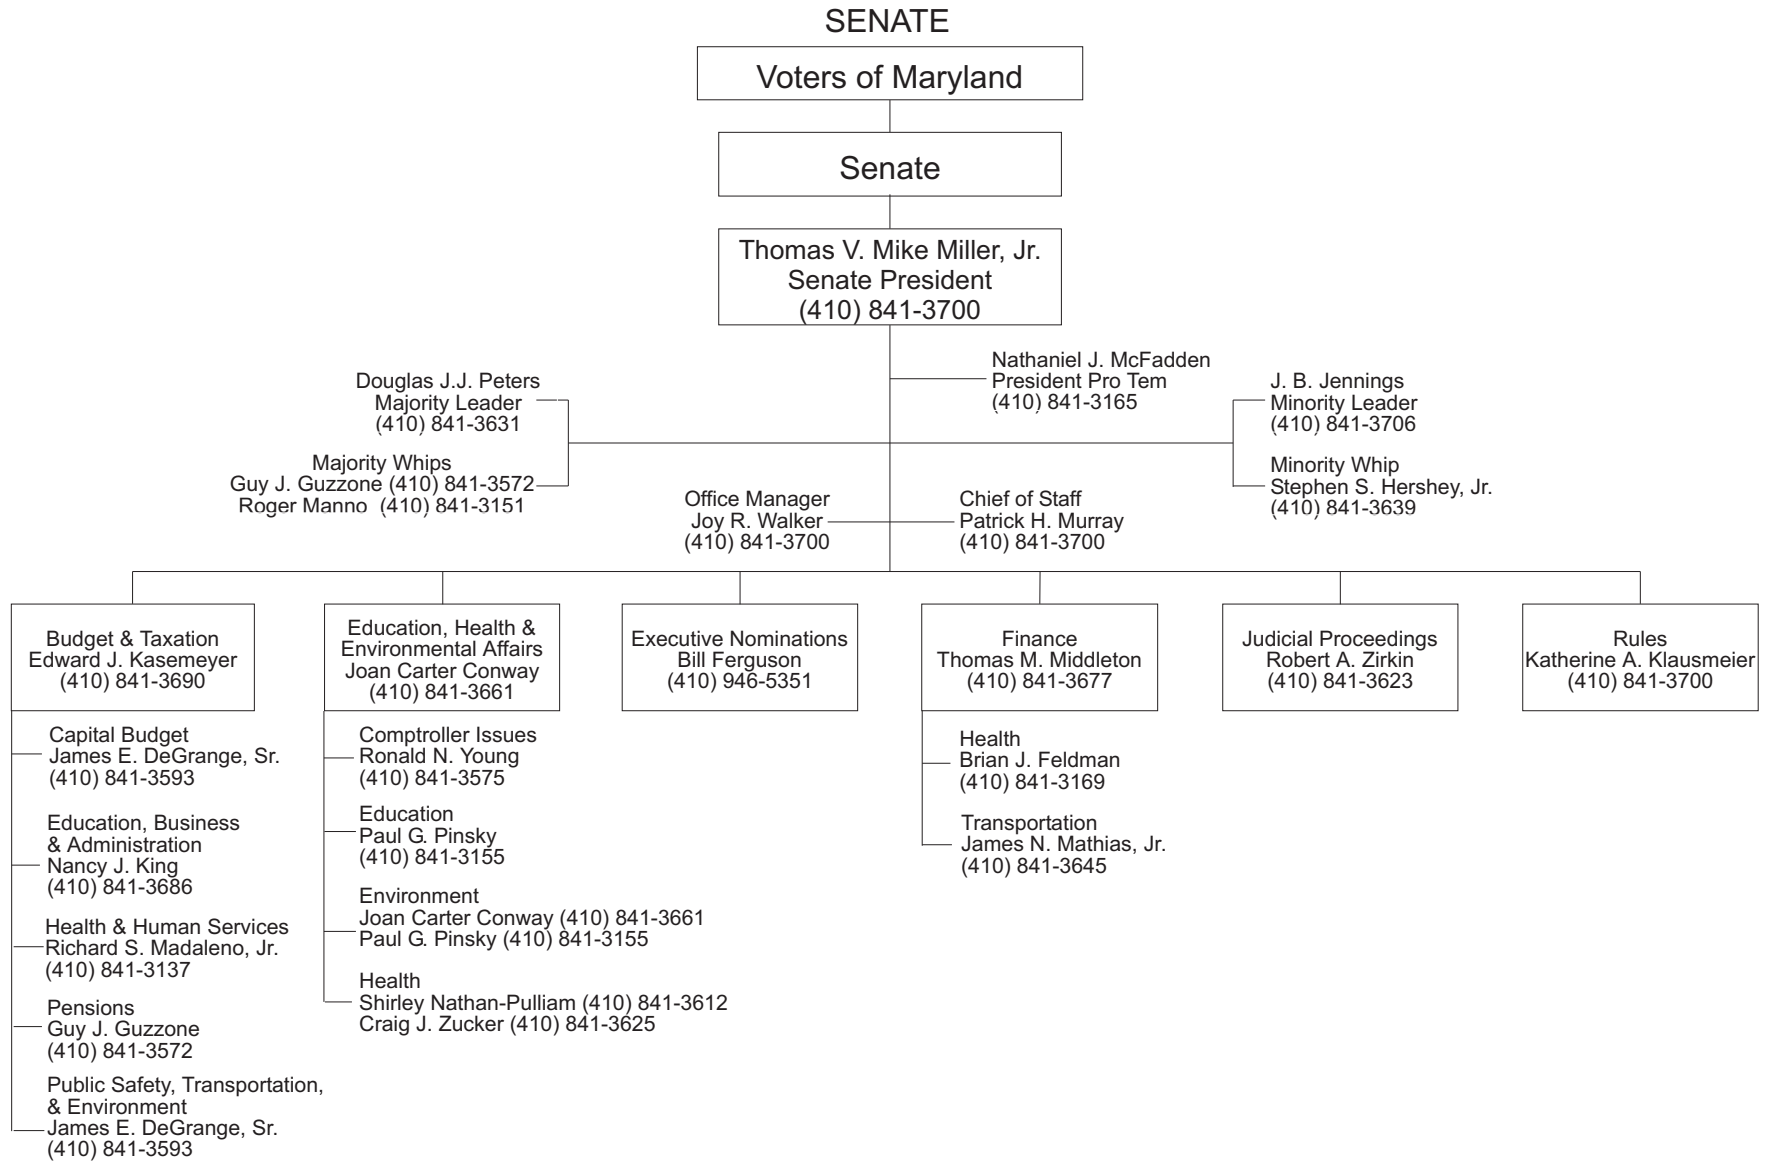 SENATE
Voters of Maryland
Senate
Thomas V. Mike Miller, Jr.
Senate President
(410) 841-3700
Nathaniel J. McFadden
President Pro Tem
(410) 841-3165
Douglas J.J. Peters
Majority Leader
(410) 841-3631
J. B. Jennings
Minority Leader
(410) 841-3706
Majority Whips
Guy J. Guzzone (410) 841-3572
Roger Manno (410) 841-3151
Minority Whip
Stephen S. Hershey, Jr.
(410) 841-3639
Office Manager
Joy R. Walker
(410) 841-3700
Chief of Staff
Patrick H. Murray
(410) 841-3700
Budget & Taxation
Edward J. Kasemeyer
(410) 841-3690
Education, Health &
Environmental Affairs
Joan Carter Conway
(410) 841-3661
Executive Nominations
Bill Ferguson
(410) 946-5351
Finance
Thomas M. Middleton
(410) 841-3677
Judicial Proceedings
Robert A. Zirkin
(410) 841-3623
Rules
Katherine A. Klausmeier
(410) 841-3700
Capital Budget
James E. DeGrange, Sr.
(410) 841-3593
Education, Business
& Administration
Nancy J. King
(410) 841-3686
Health & Human Services
Richard S. Madaleno, Jr.
(410) 841-3137
Pensions
Guy J. Guzzone
(410) 841-3572
Public Safety, Transportation,
& Environment
James E. DeGrange, Sr.
(410) 841-3593
Comptroller Issues
Ronald N. Young
(410) 841-3575
Education
Paul G. Pinsky
(410) 841-3155
Environment
Joan Carter Conway (410) 841-3661
Paul G. Pinsky (410) 841-3155
Health
Shirley Nathan-Pulliam (410) 841-3612
Craig J. Zucker (410) 841-3625
Health
Brian J. Feldman
(410) 841-3169
Transportation
James N. Mathias, Jr.
(410) 841-3645